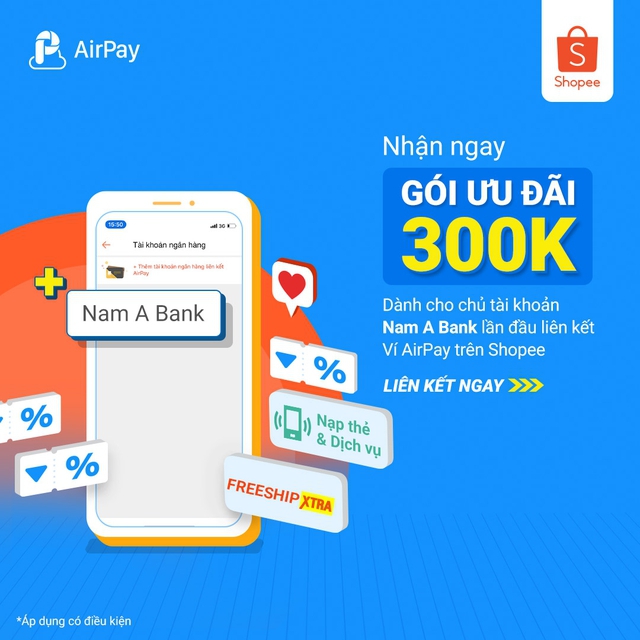 AirPay
Shopee
Nhận ngay
GÓI ƯU ĐÃI
300K
Dành cho chủ tài khoản
Nam A Bank lần đầu liên kết
Ví AirPay trên Shopee
LIÊN KẾT NGAY
15:50
3G
Tài khoản ngân hàng
+ Thêm tài khoản ngân hàng liên kết
AirPay
Nam A Bank
%
%
%
Nạp thẻ
& Dịch vụ
FREESHIP XTRA
*Áp dụng có điều kiện